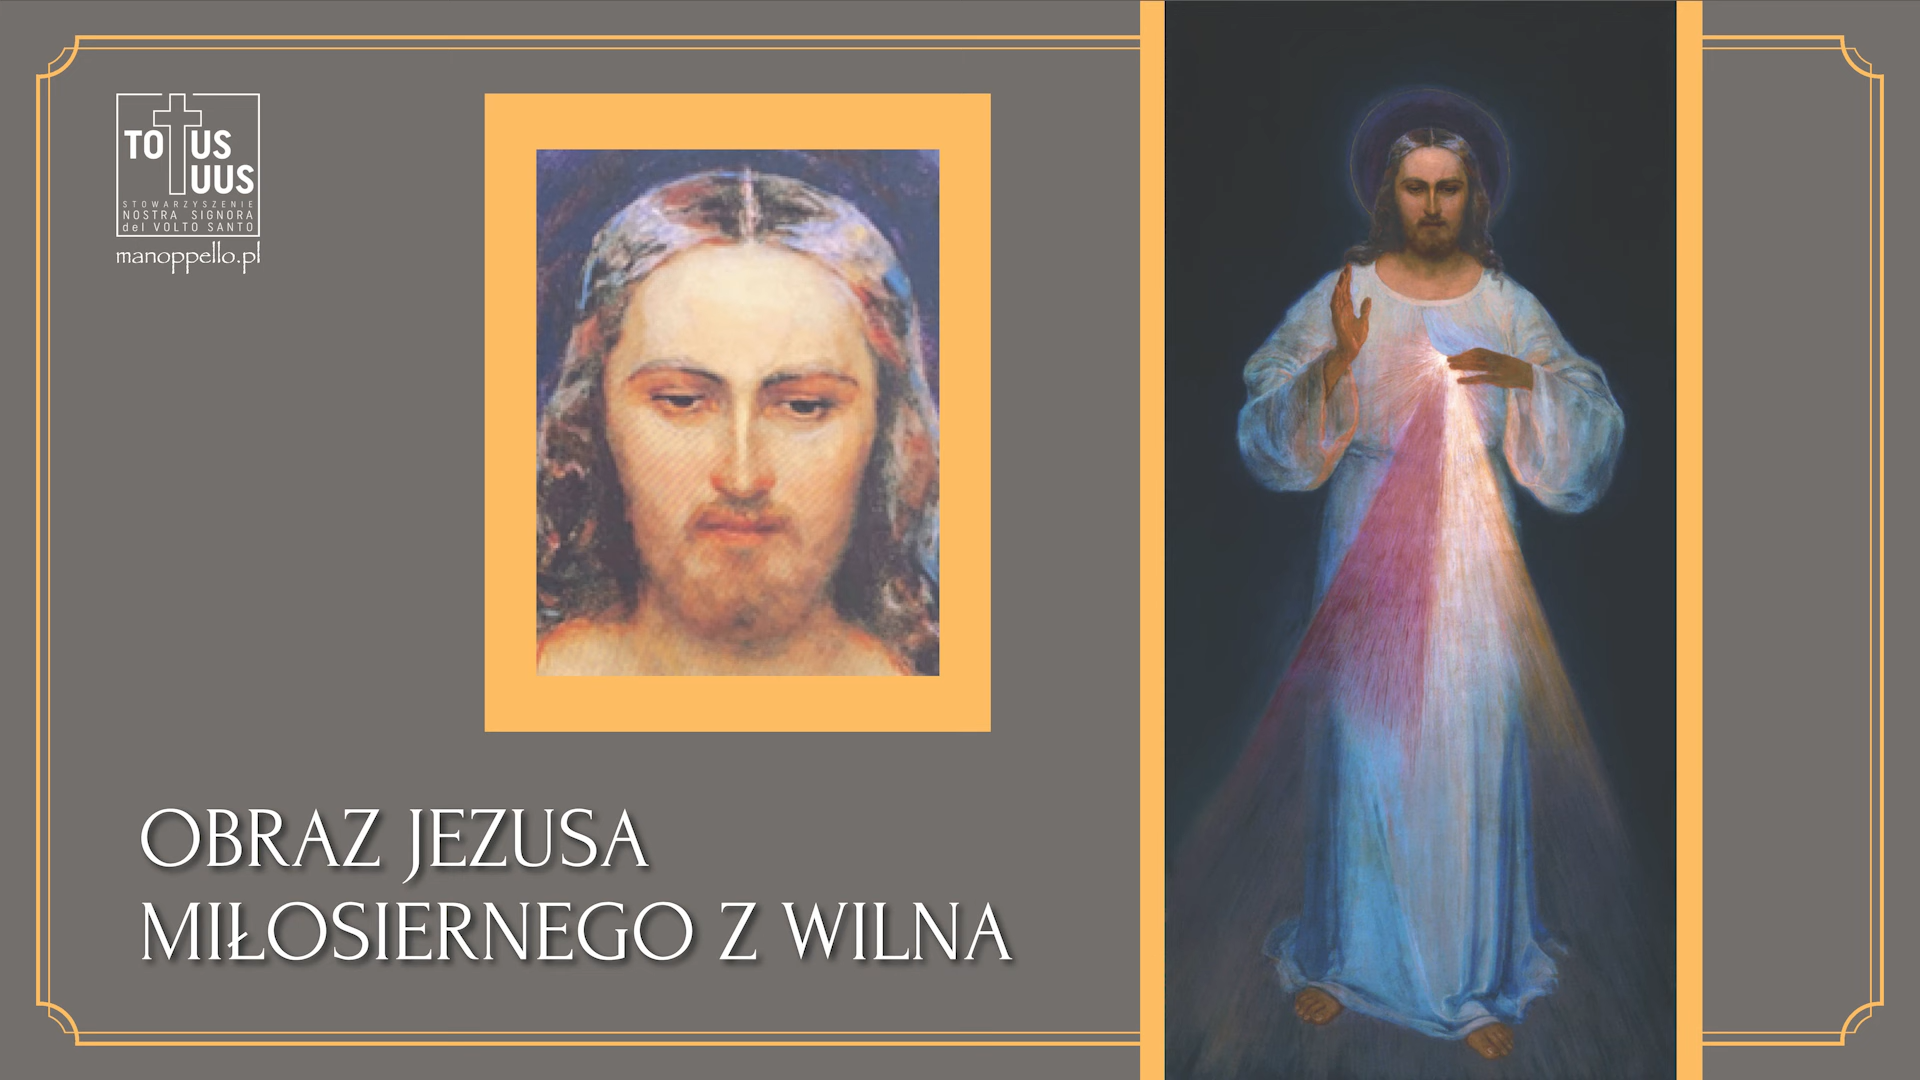 TOTUS
TUUS
STOWARZYSZENIE
NOSTRA SIGNORA
del VOLTO SANTO
manoppello.pl
OBRAZ JEZUSA
MIŁOSIERNEGO Z WILNA